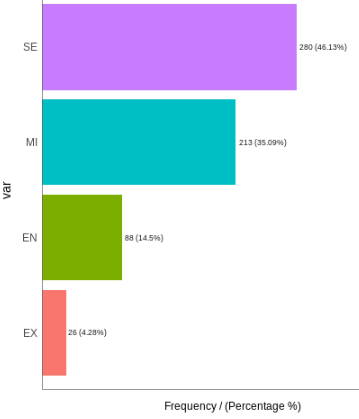 SE
280 (46.13%)
MI
213 (35.09%)
var
EN
88 (14.5%)
EX
26 (4.28%)
Frequency / (Percentage %)